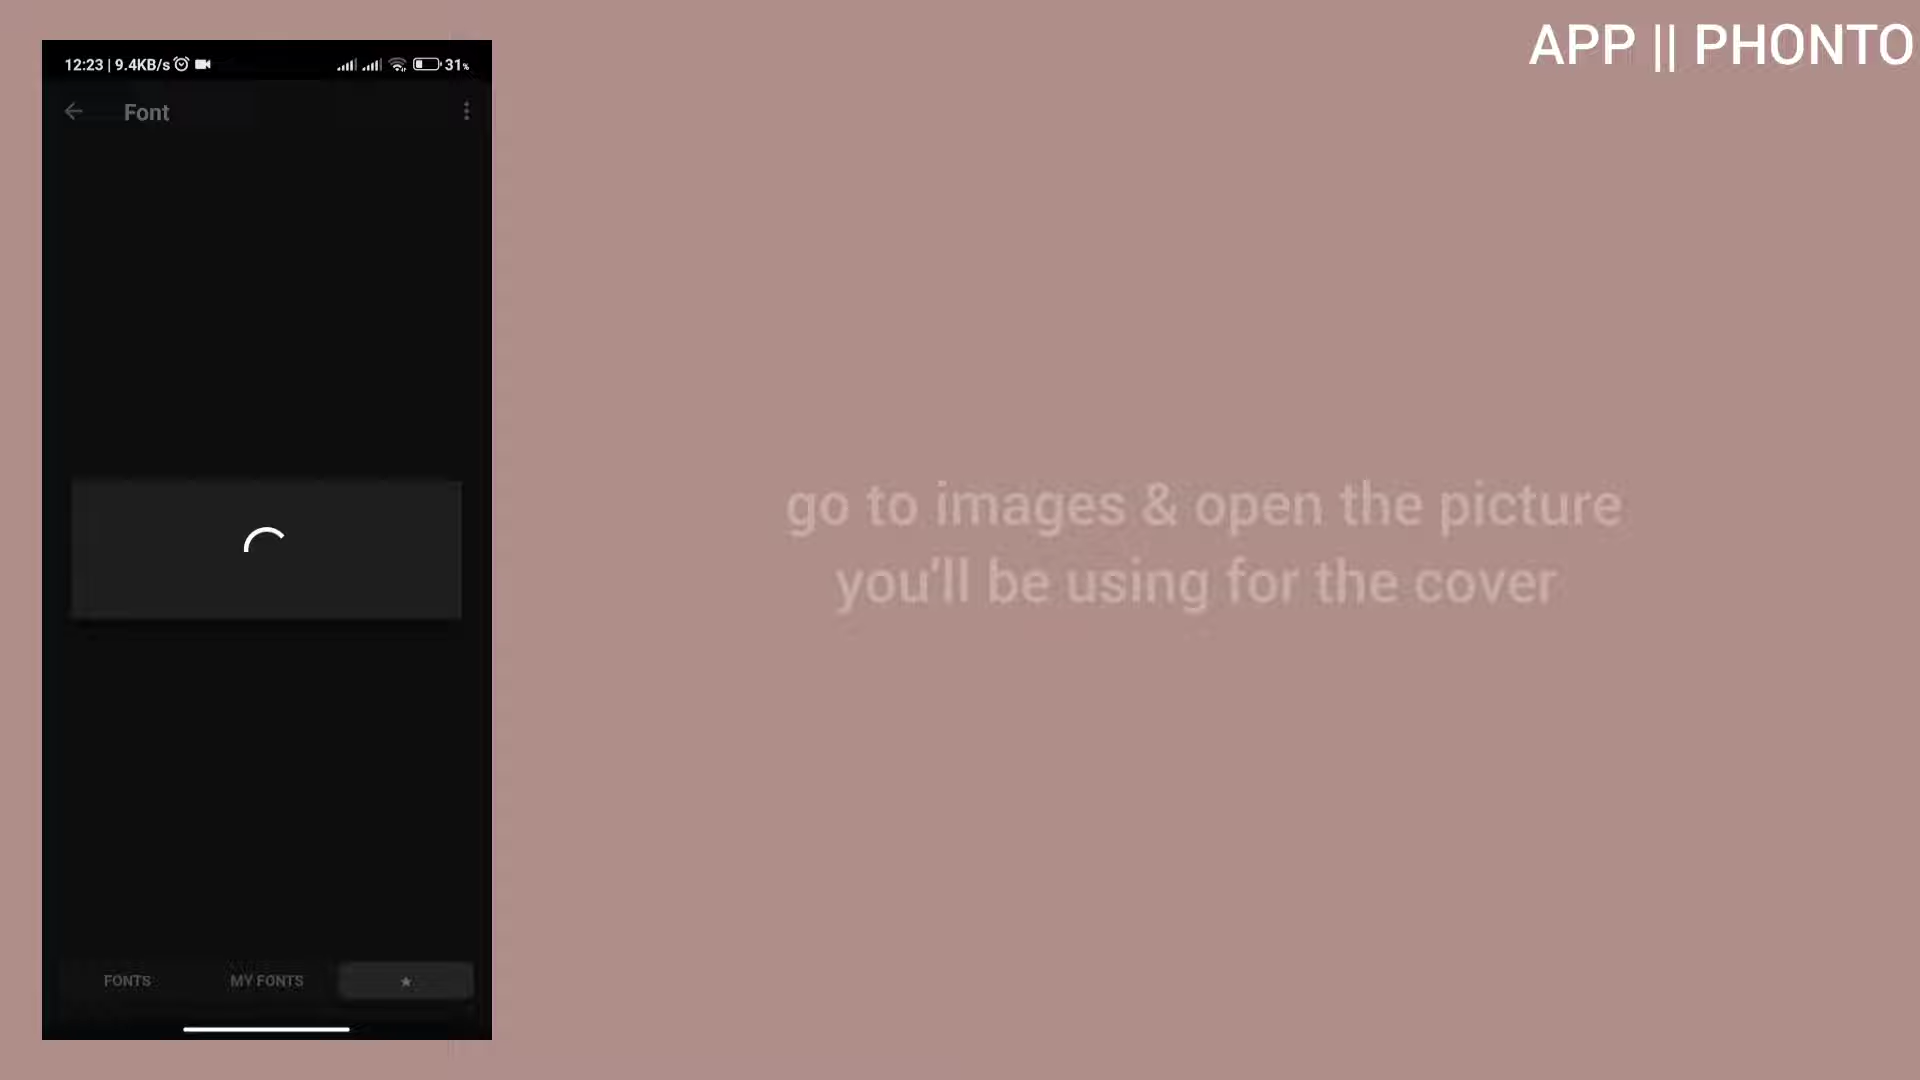 APP || PHONTO
12:23 | 9.4KB/s 31%
Font
go to images & open the picture
you'll be using for the cover
FONTS MY FONTS ★